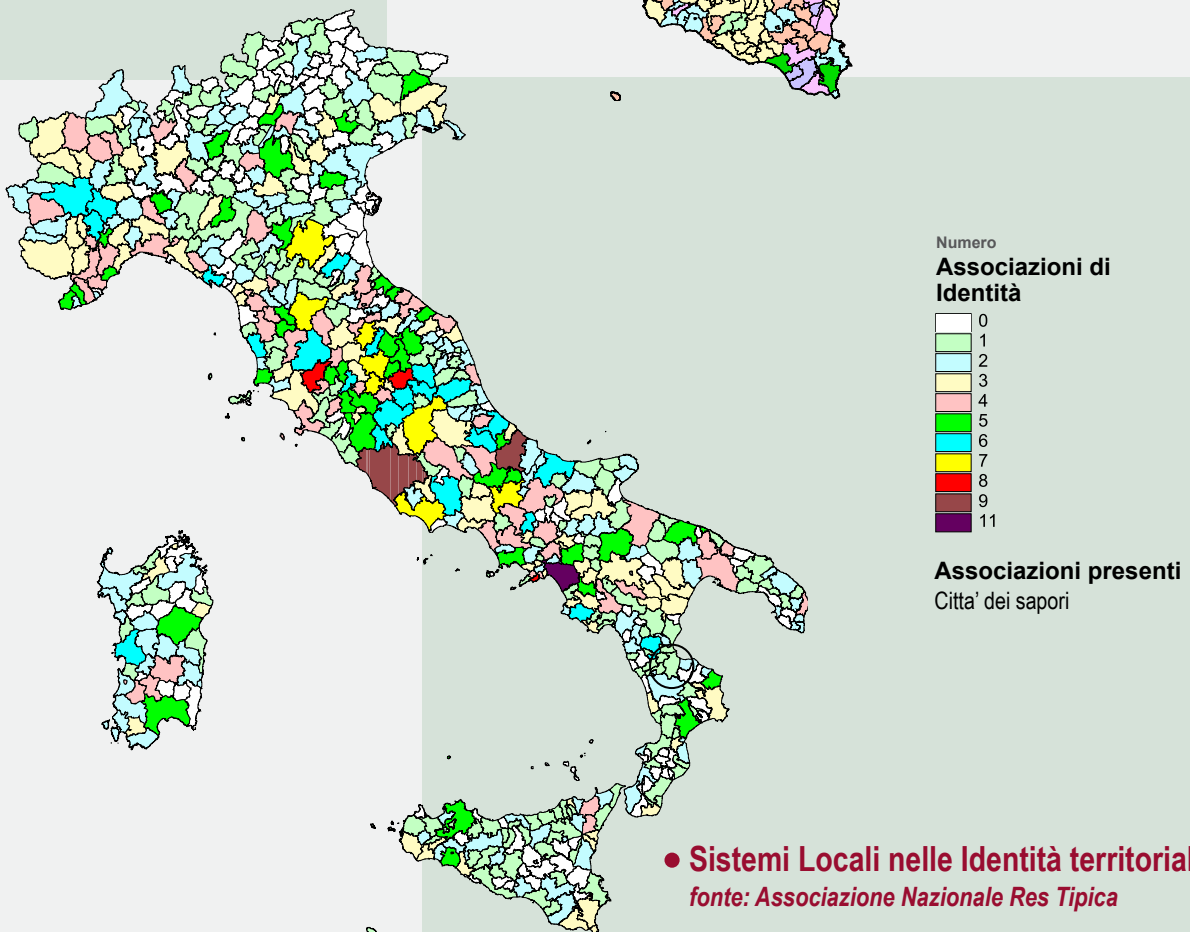 Numero
Associazioni di
Identità
0
1
2
3
4
5
6
7
8
9
11
Associazioni presenti
Citta' dei sapori
• Sistemi Locali nelle Identità territorial
fonte: Associazione Nazionale Res Tipica